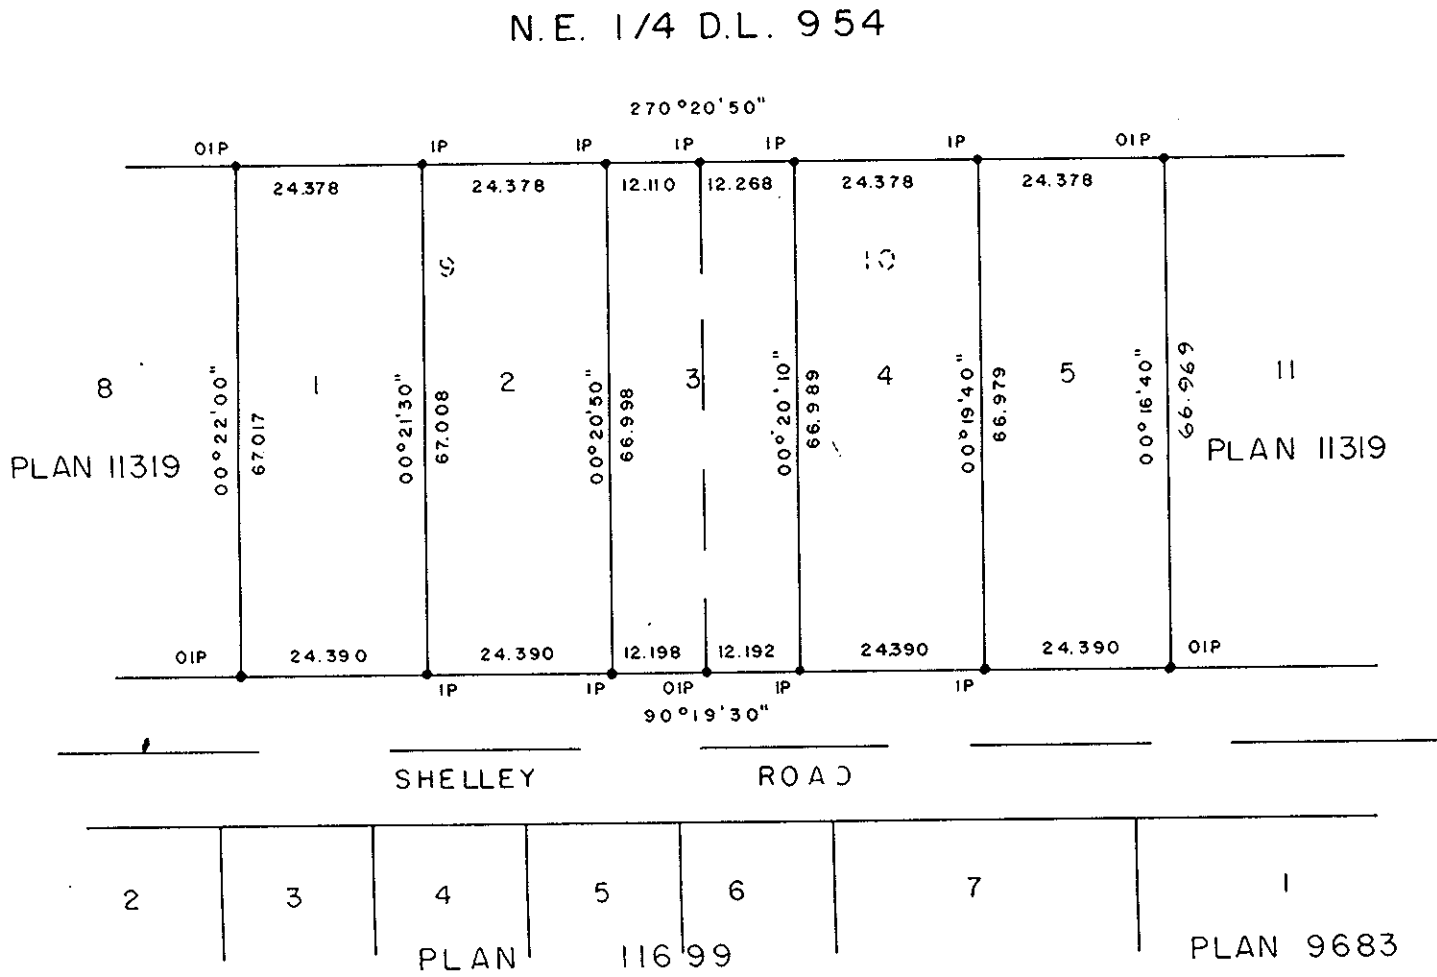 N.E. 1/4 D.L. 954
270°20'50"
OIP IP IP IP IP IP OIP
24.378 24.378 12.110 12.268 24.378 24.378
9 10
8 1 2 3 4 5 11
00°22'00" 67.017 00°21'30" 67.008 00°20'50" 66.998 00°20'10" 66.989 00°19'40" 66.979 00°16'40" 66.969
PLAN 11319 PLAN 11319
OIP 24.390 24.390 12.198 12.192 24.390 24.390 OIP
IP IP OIP IP IP
90°19'30"
SHELLEY ROAD
2 3 4 5 6 7 1
PLAN 11699 PLAN 9683